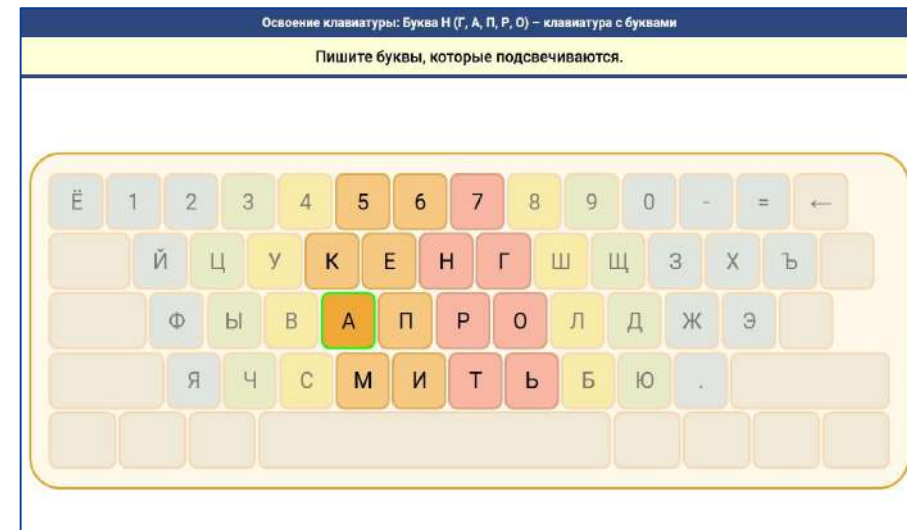 Освоение клавиатуры: Буква Н (Г, А, П, Р, О) – клавиатура с буквами
Пишите буквы, которые подсвечиваются.
Ё 1 2 3 4 5 6 7 8 9 0 - = ←
Й Ц У К Е Н Г Ш Щ З Х Ъ
Ф Ы В А П Р О Л Д Ж Э
Я Ч С М И Т Ь Б Ю .